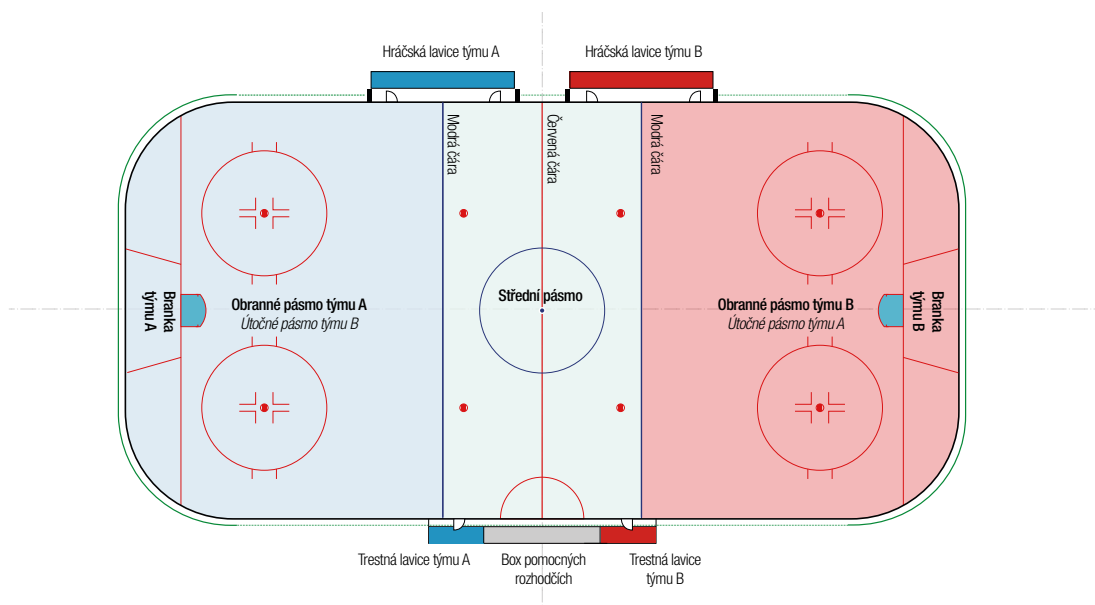 Hráčská lavice týmu A
Hráčská lavice týmu B
Modrá čára
Červená čára
Modrá čára
Branka
týmu A
Obranné pásmo týmu A
Útočné pásmo týmu B
Střední pásmo
Obranné pásmo týmu B
Útočné pásmo týmu A
Branka
týmu B
Trestná lavice týmu A
Box pomocných
rozhodčích
Trestná lavice
týmu B